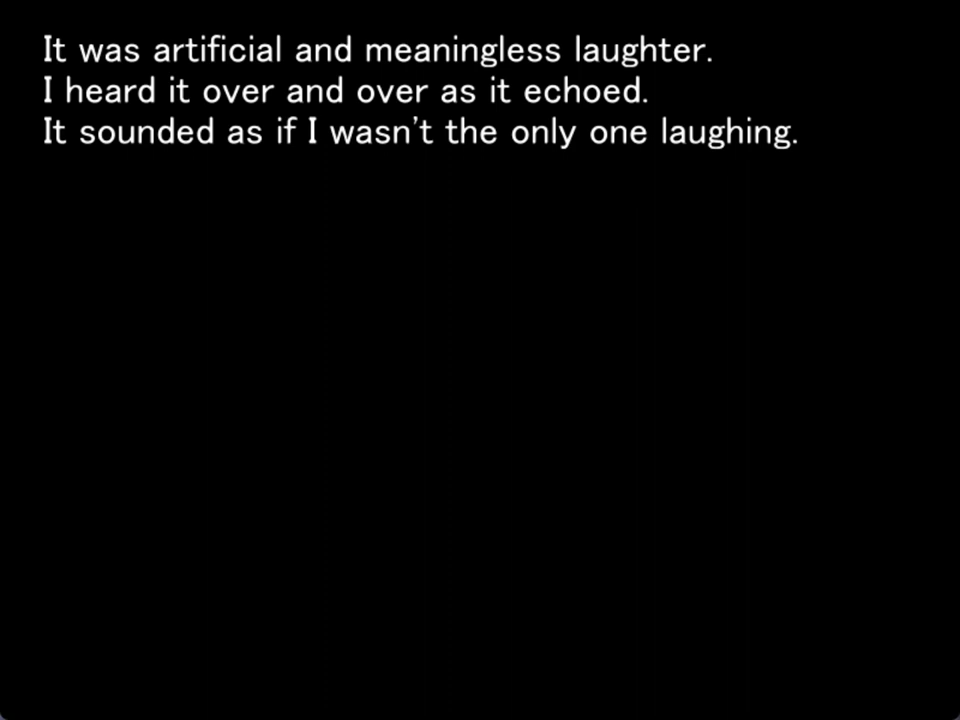 It was artificial and meaningless laughter.
I heard it over and over as it echoed.
It sounded as if I wasn't the only one laughing.